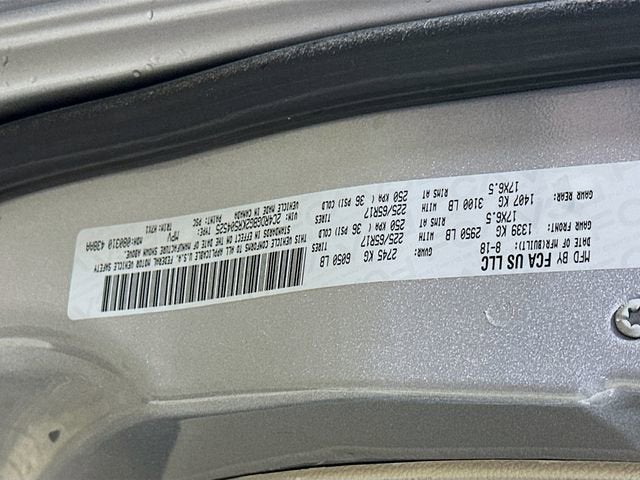 MFD BY FCA US LLC
DATE OF MFR(BUILT): 8-18 GVWR: 2745 KG 6050 LB
GAWR FRONT: 1339 KG 2950 LB WITH 225/65R17 TIRES
17X6.5 RIMS AT 250 KPA( 36 PSI) COLD
GAWR REAR: 1407 KG 3100 LB WITH 225/65R17 TIRES
17X6.5 RIMS AT 250 KPA( 36 PSI) COLD
THIS VEHICLE CONFORMS TO ALL APPLICABLE U.S.A. FEDERAL MOTOR VEHICLE SAFETY
STANDARDS IN EFFECT ON THE DATE OF MANUFACTURE SHOWN ABOVE.
MDH:080310 438AA
VEHICLE MADE IN CANADA
PAINT: PSC
MPV